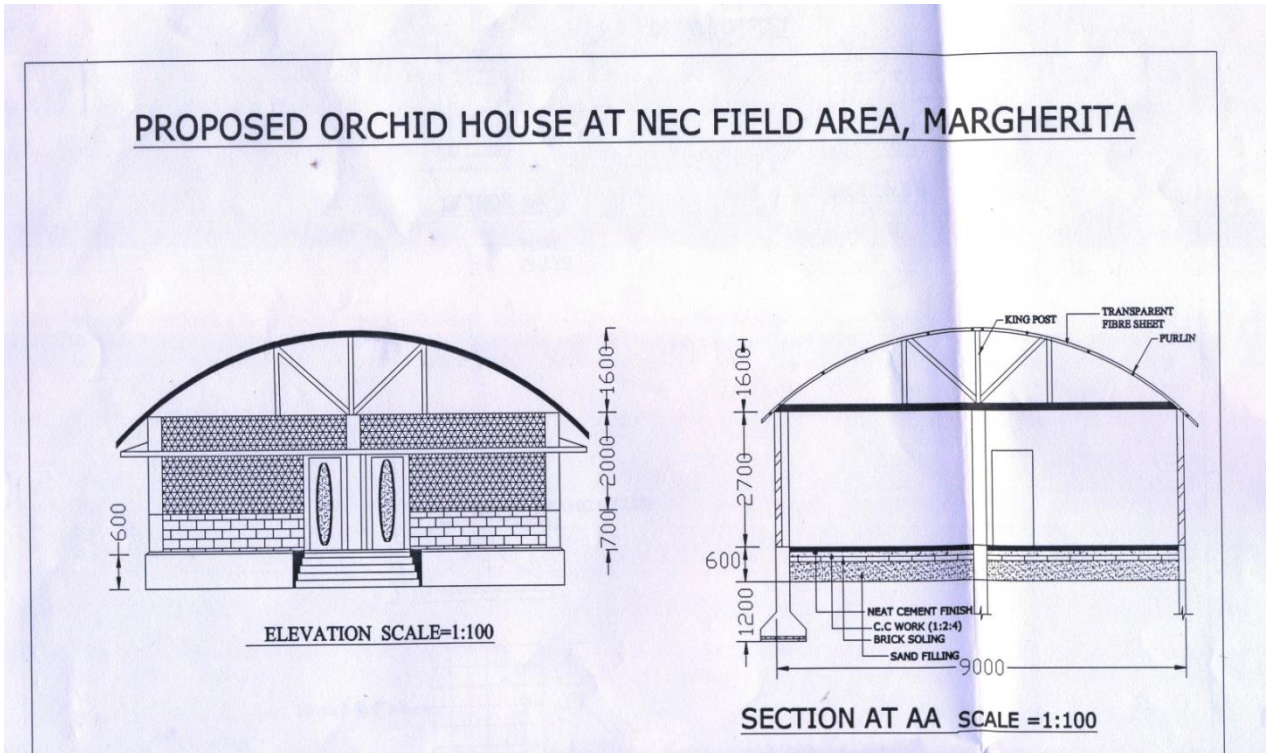 PROPOSED ORCHID HOUSE AT NEC FIELD AREA, MARGHERITA
600
1600
2000
700
ELEVATION SCALE=1:100
KING POST
TRANSPARENT
FIBRE SHEET
PURLIN
1600
2700
600
1200
NEAT CEMENT FINISH
C.C WORK (1:2:4)
BRICK SOLING
SAND FILLING
9000
SECTION AT AA SCALE =1:100